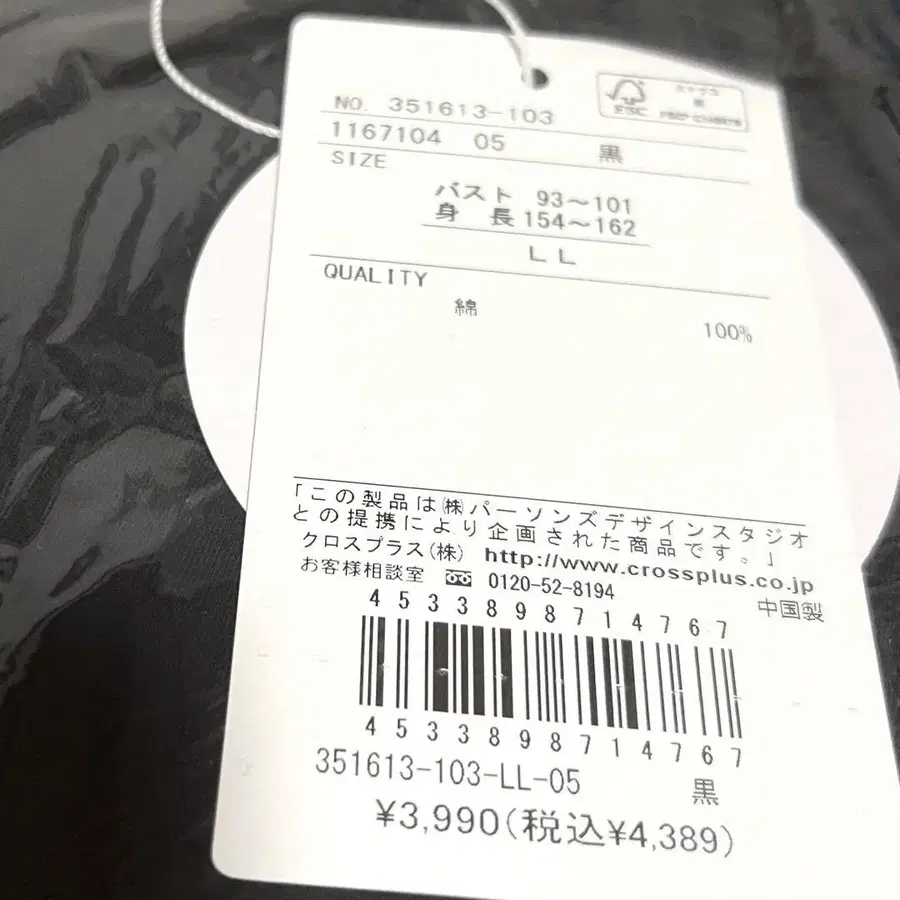 NO. 351613-103
1167104 05 黒
SIZE
バスト 93～101
身 長 154～162
LL
QUALITY
綿 100%
「この製品は㈱パーソンズデザインスタジオ
との提携により企画された商品です。」
クロスプラス(株) http://www.crossplus.co.jp
お客様相談室 0120-52-8194
中国製
4533898714767
4533898714767
351613-103-LL-05 黒
¥3,990(税込¥4,389)
FSC